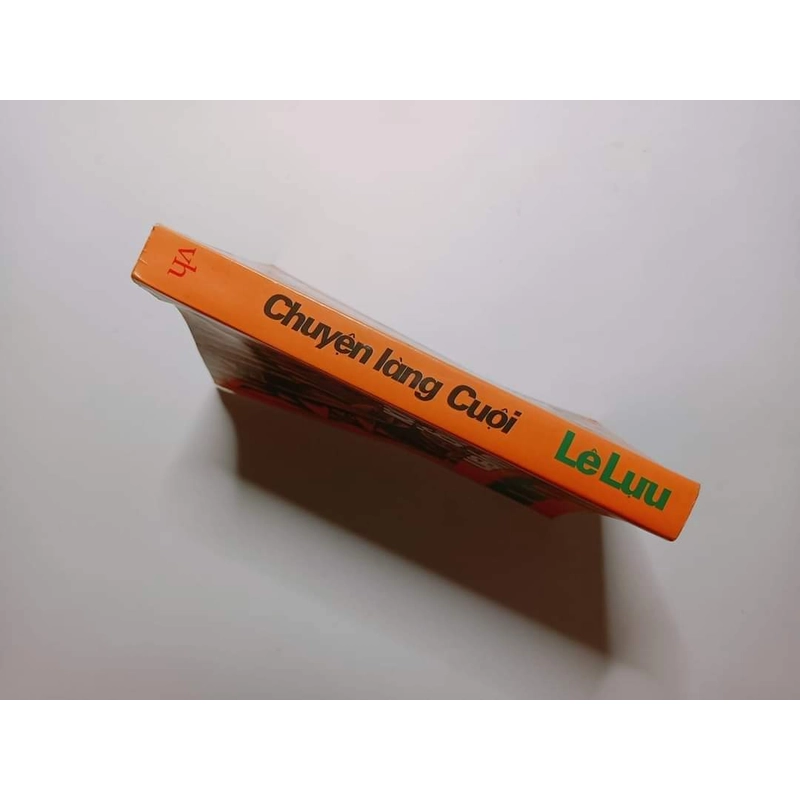 vh
Chuyện làng Cuội
Lê Lựu